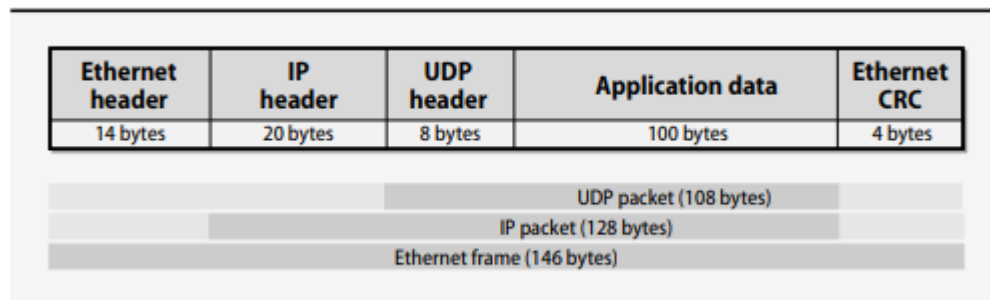 Ethernet header
IP header
UDP header
Application data
Ethernet CRC
14 bytes
20 bytes
8 bytes
100 bytes
4 bytes
UDP packet (108 bytes)
IP packet (128 bytes)
Ethernet frame (146 bytes)